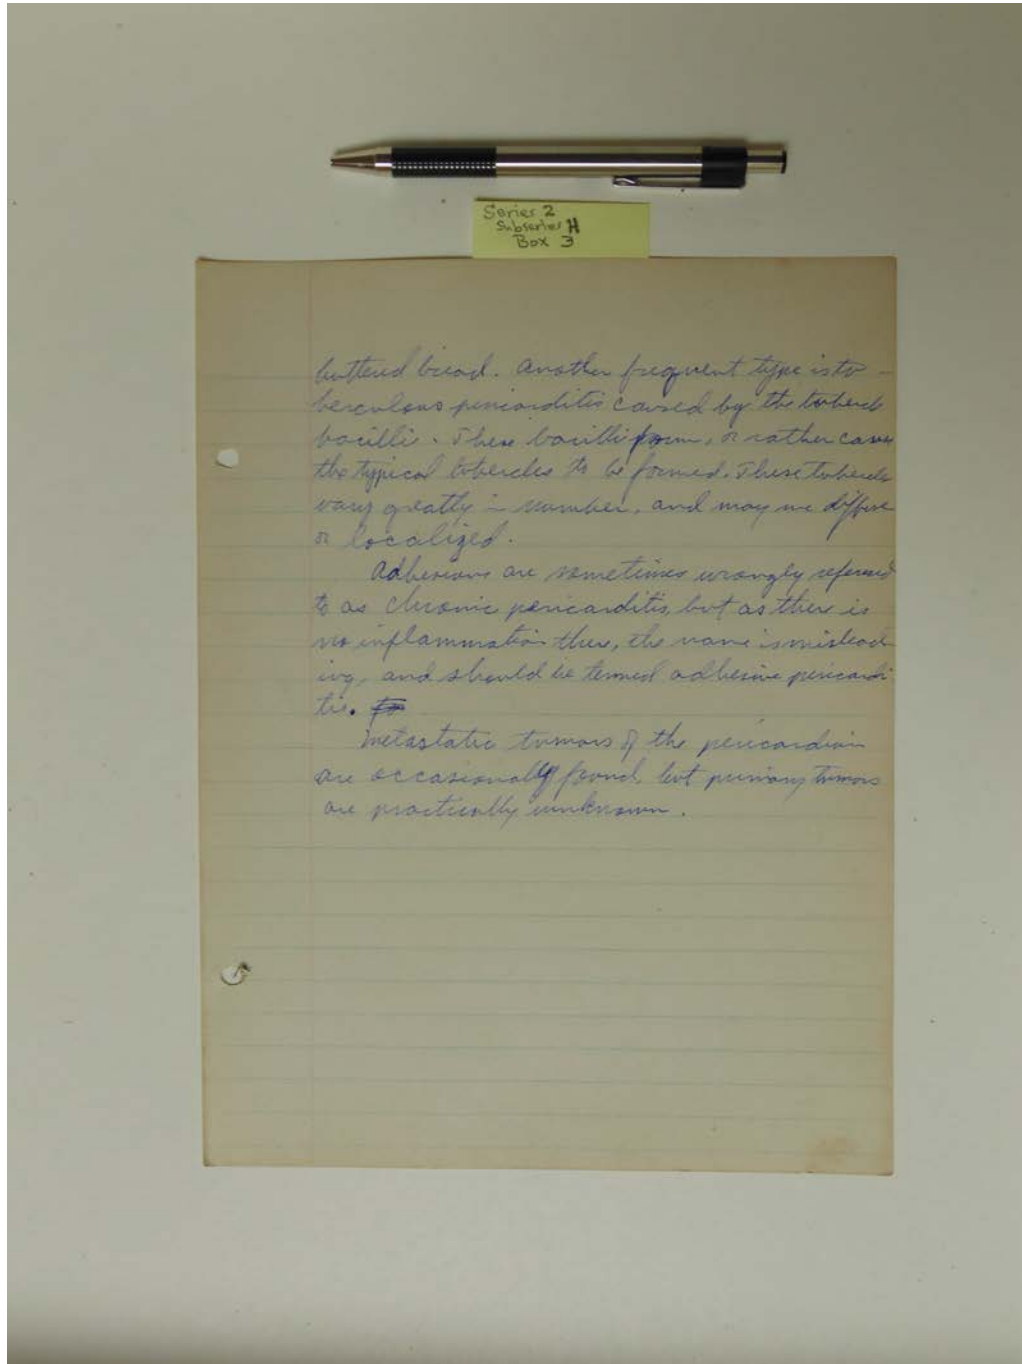 Series 2
Subseries H
Box 3
buttered bread. Another frequent type is tu-
berculous pericarditis caused by the tubercle
bacilli. These bacilli form, or rather cause
the typical tubercles to be formed. These tubercles
vary greatly in number, and may me diffuse
or localized.
Adhesions are sometimes wrongly referred
to as chronic pericarditis, but as there is
no inflammation there, the name is mislead
ing, and should be termed adhesive pericardi
tis.
Metastatic tumors of the pericardium
are occasionally found, but primary tumors
are practically unknown.